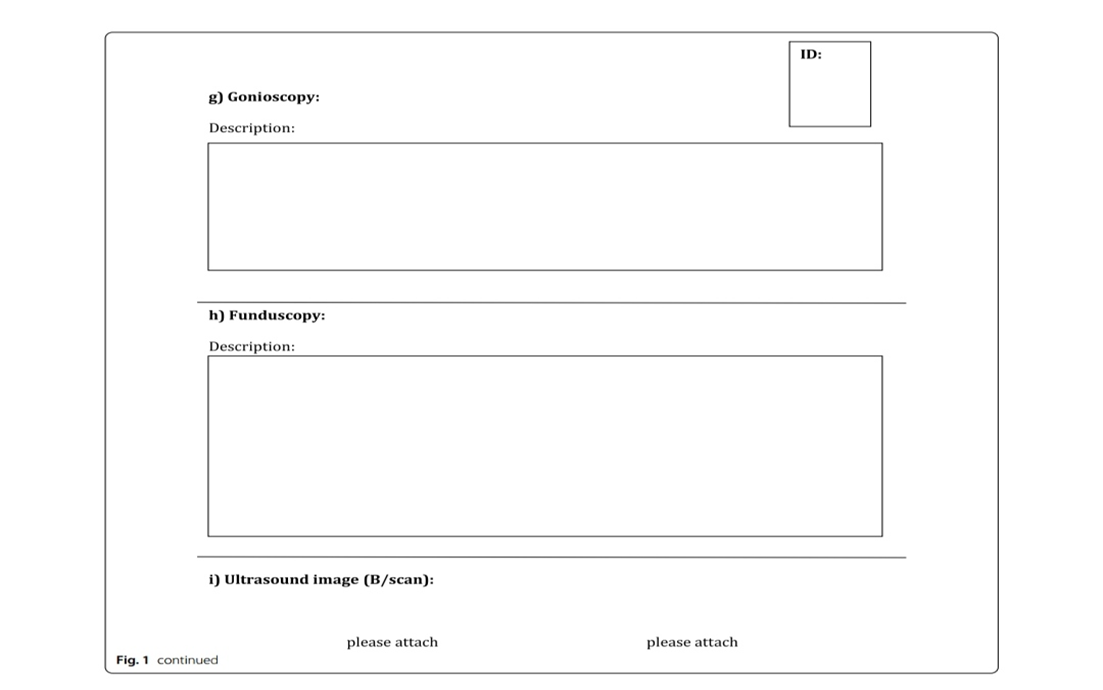 ID:
g) Gonioscopy:
Description:
h) Funduscopy:
Description:
i) Ultrasound image (B/scan):
please attach please attach
Fig. 1 continued